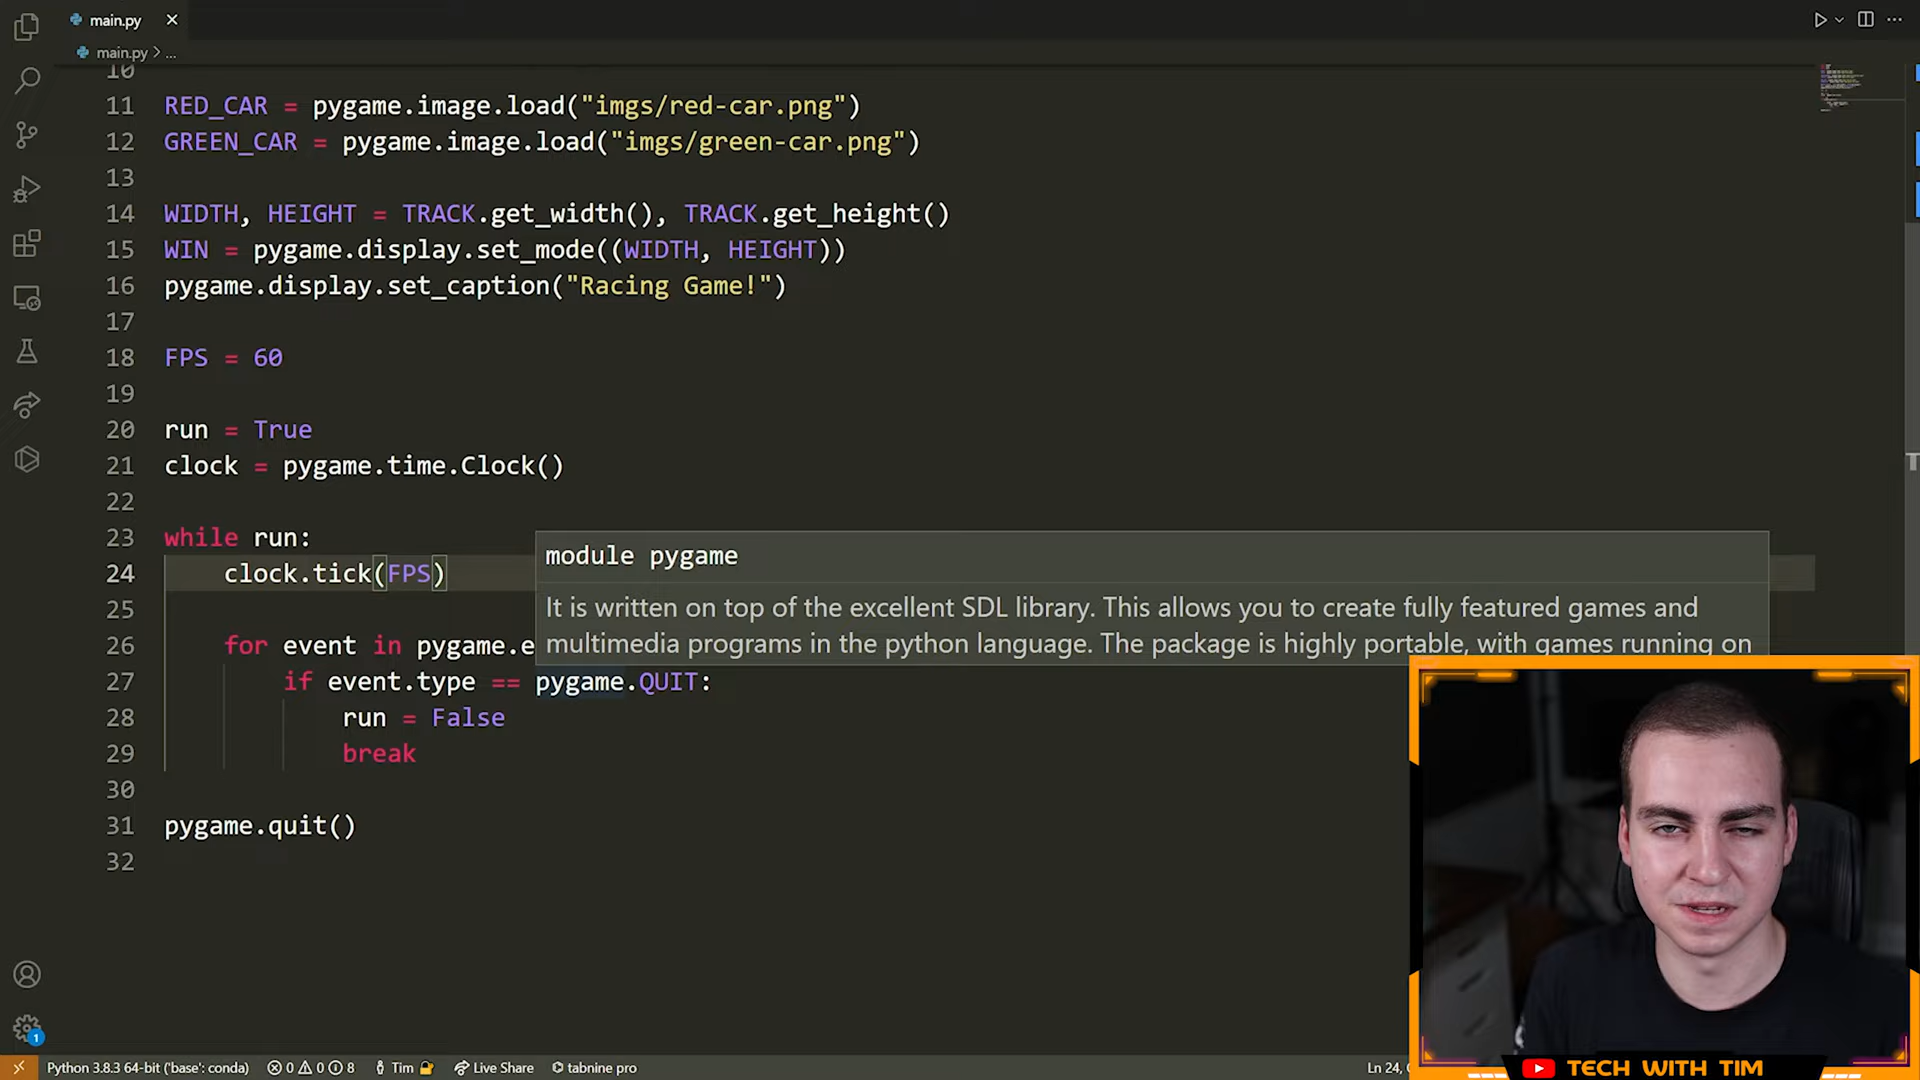 main.py
main.py > ...
10
11 RED_CAR = pygame.image.load("imgs/red-car.png")
12 GREEN_CAR = pygame.image.load("imgs/green-car.png")
13
14 WIDTH, HEIGHT = TRACK.get_width(), TRACK.get_height()
15 WIN = pygame.display.set_mode((WIDTH, HEIGHT))
16 pygame.display.set_caption("Racing Game!")
17
18 FPS = 60
19
20 run = True
21 clock = pygame.time.Clock()
22
23 while run:
module pygame
24 clock.tick(FPS)
It is written on top of the excellent SDL library. This allows you to create fully featured games and
25
multimedia programs in the python language. The package is highly portable, with games running on
26 for event in pygame.e
27 if event.type == pygame.QUIT:
28 run = False
29 break
30
31 pygame.quit()
32
1
Python 3.8.3 64-bit ('base': conda) 0 0 8 Tim Live Share tabnine pro Ln 24,
TECH WITH TIM